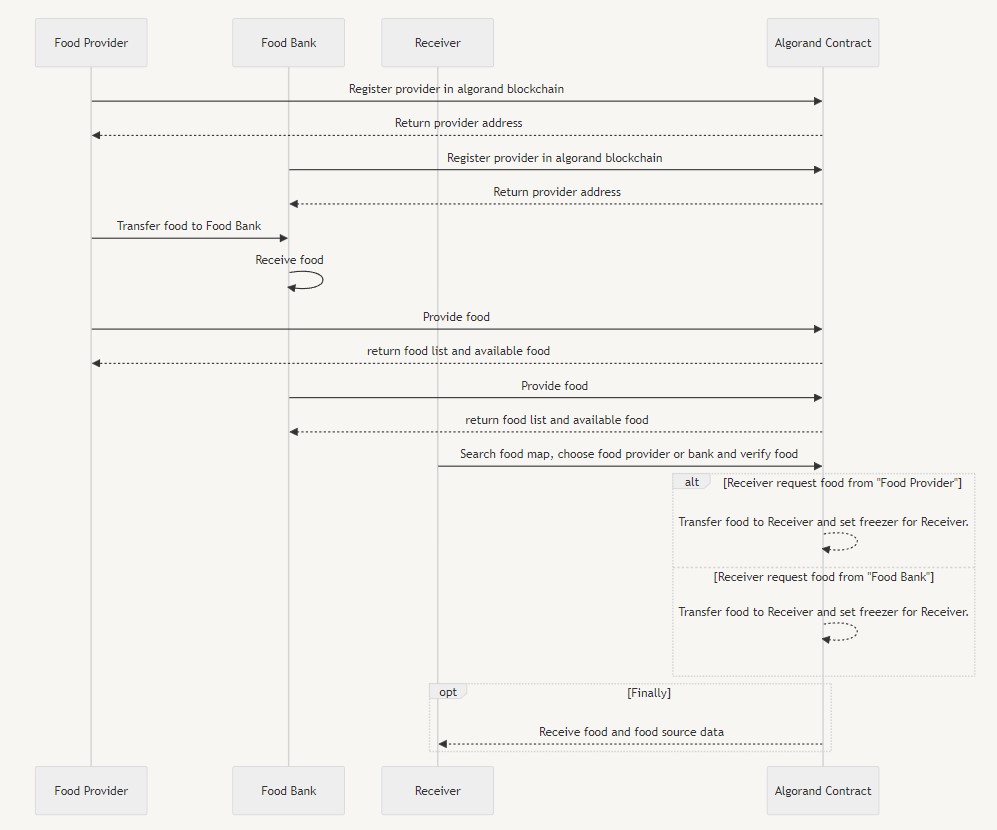 Food Provider
Food Bank
Receiver
Algorand Contract
Register provider in algorand blockchain
Return provider address
Register provider in algorand blockchain
Return provider address
Transfer food to Food Bank
Receive food
Provide food
return food list and available food
Provide food
return food list and available food
Search food map, choose food provider or bank and verify food
alt
[Receiver request food from "Food Provider"]
Transfer food to Receiver and set freezer for Receiver.
[Receiver request food from "Food Bank"]
Transfer food to Receiver and set freezer for Receiver.
opt
[Finally]
Receive food and food source data
Food Provider
Food Bank
Receiver
Algorand Contract